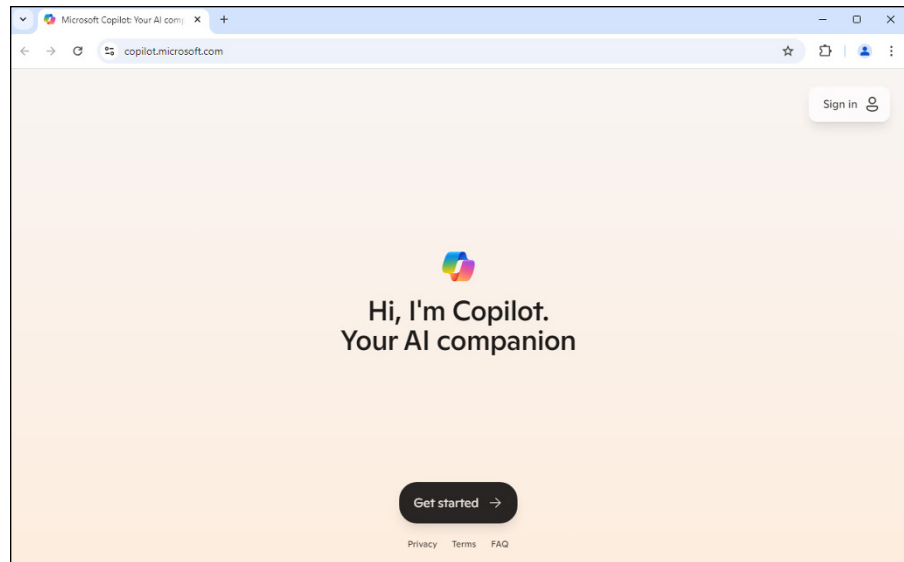 Microsoft Copilot: Your AI com
copilot.microsoft.com
Sign in
Hi, I'm Copilot.
Your AI companion
Get started
Privacy Terms FAQ